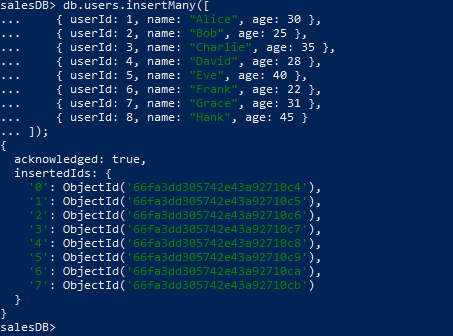 salesDB> db.users.insertMany([
...     { userId: 1, name: "Alice", age: 30 },
...     { userId: 2, name: "Bob", age: 25 },
...     { userId: 3, name: "Charlie", age: 35 },
...     { userId: 4, name: "David", age: 28 },
...     { userId: 5, name: "Eve", age: 40 },
...     { userId: 6, name: "Frank", age: 22 },
...     { userId: 7, name: "Grace", age: 31 },
...     { userId: 8, name: "Hank", age: 45 }
... ]);
{
  acknowledged: true,
  insertedIds: {
    '0': ObjectId('66fa3dd305742e43a92710c4'),
    '1': ObjectId('66fa3dd305742e43a92710c5'),
    '2': ObjectId('66fa3dd305742e43a92710c6'),
    '3': ObjectId('66fa3dd305742e43a92710c7'),
    '4': ObjectId('66fa3dd305742e43a92710c8'),
    '5': ObjectId('66fa3dd305742e43a92710c9'),
    '6': ObjectId('66fa3dd305742e43a92710ca'),
    '7': ObjectId('66fa3dd305742e43a92710cb')
  }
}
salesDB>